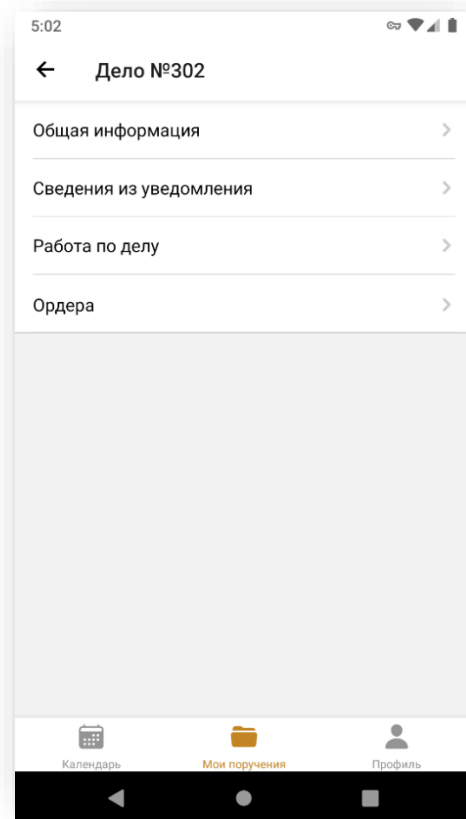 5:02
Дело №302
Общая информация
Сведения из уведомления
Работа по делу
Ордера
Календарь
Мои поручения
Профиль